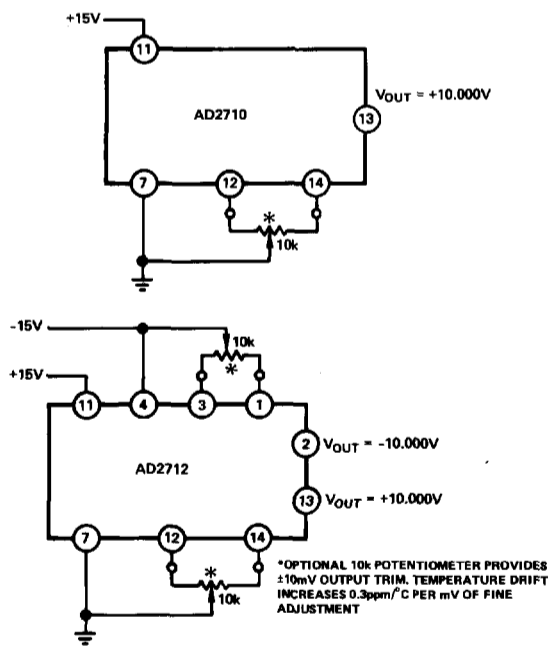 +15V
11
VOUT = +10.000V
AD2710
13
7
12
14
*
10k
-15V
10k
*
+15V
11
4
3
1
2
VOUT = -10.000V
AD2712
13
VOUT = +10.000V
7
12
14
*
10k
*OPTIONAL 10k POTENTIOMETER PROVIDES
±10mV OUTPUT TRIM. TEMPERATURE DRIFT
INCREASES 0.3ppm/°C PER mV OF FINE
ADJUSTMENT